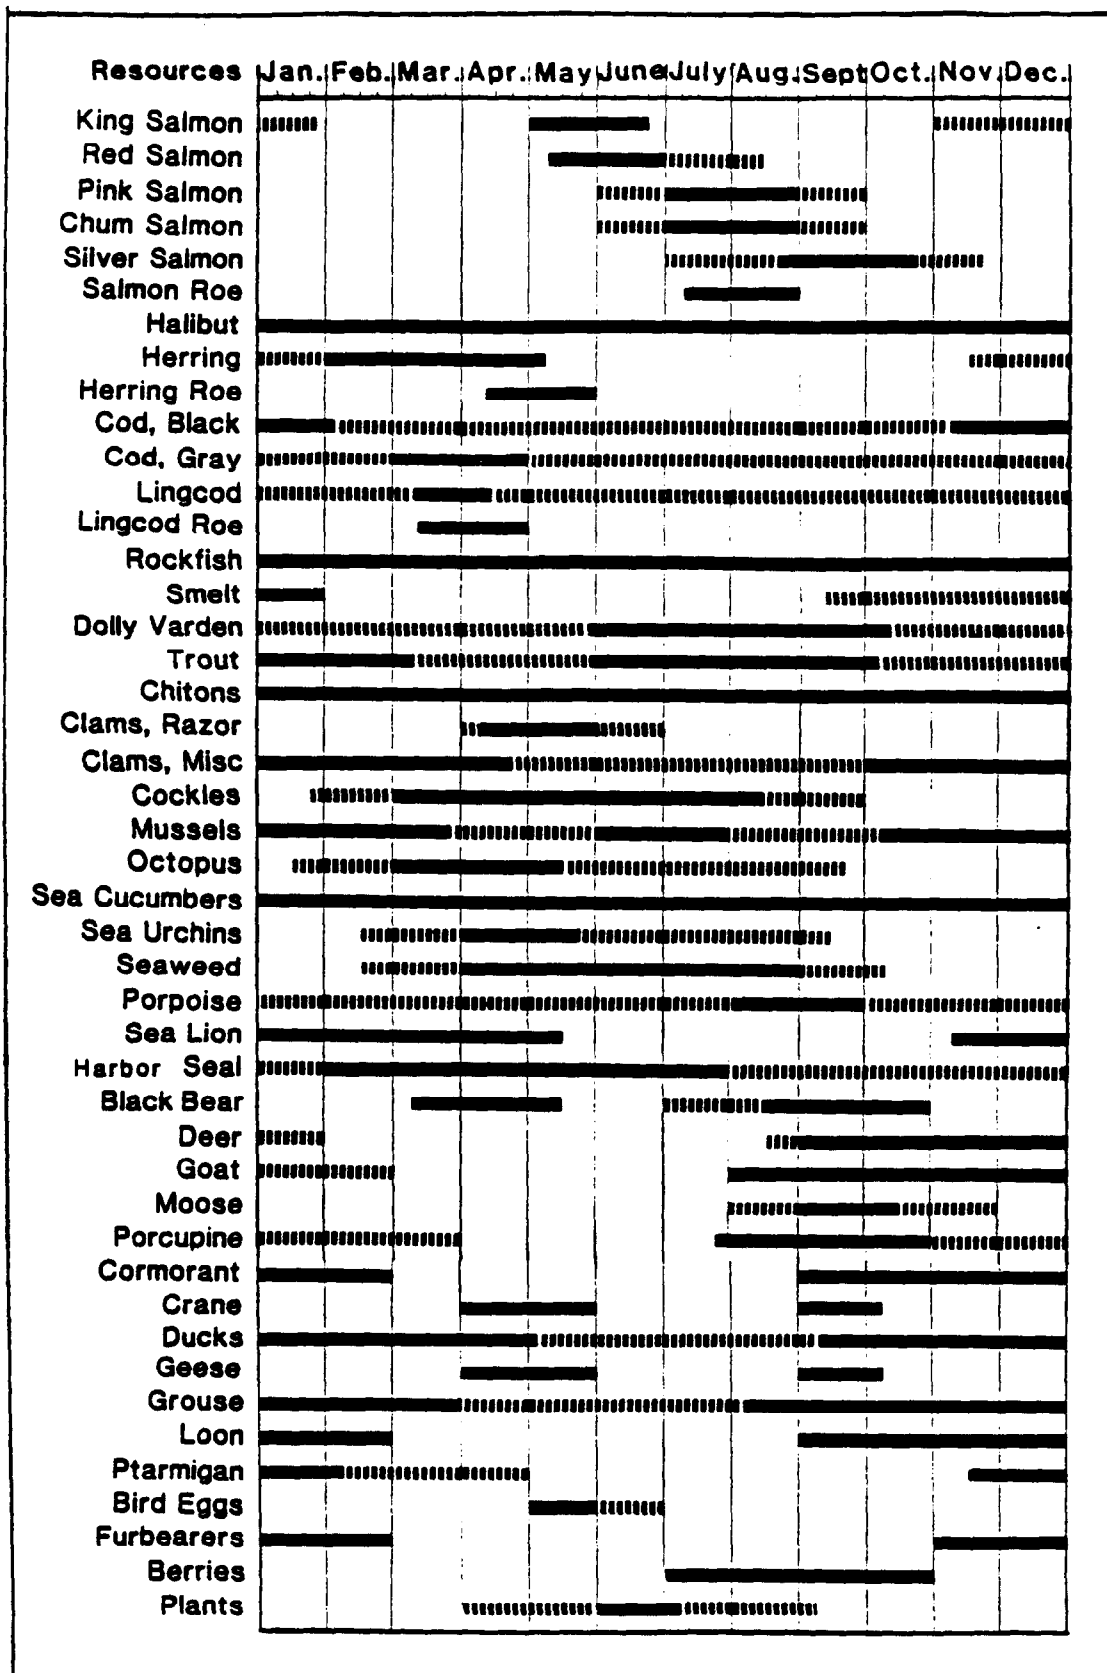 Resources Jan. Feb. Mar. Apr. May June July Aug. Sept Oct. Nov. Dec.
King Salmon
Red Salmon
Pink Salmon
Chum Salmon
Silver Salmon
Salmon Roe
Halibut
Herring
Herring Roe
Cod, Black
Cod, Gray
Lingcod
Lingcod Roe
Rockfish
Smelt
Dolly Varden
Trout
Chitons
Clams, Razor
Clams, Misc
Cockles
Mussels
Octopus
Sea Cucumbers
Sea Urchins
Seaweed
Porpoise
Sea Lion
Harbor Seal
Black Bear
Deer
Goat
Moose
Porcupine
Cormorant
Crane
Ducks
Geese
Grouse
Loon
Ptarmigan
Bird Eggs
Furbearers
Berries
Plants